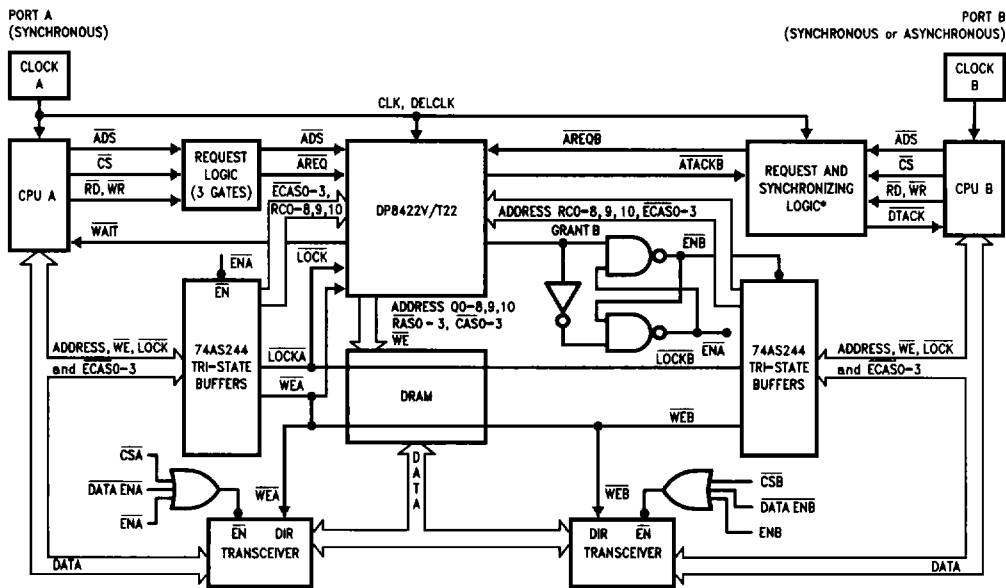 PORT A
(SYNCHRONOUS)
PORT B
(SYNCHRONOUS or ASYNCHRONOUS)
CLOCK
A
CLOCK
B
CLK, DELCLK
CPU A
ADS
CS
RD, WR
WAIT
REQUEST
LOGIC
(3 GATES)
ADS
AREQ
ECAS0-3,
RC0-8,9,10
LOCK
DP8422V/T22
AREQB
ATACKB
ADDRESS RC0-8, 9, 10, ECAS0-3
GRANT B
REQUEST AND
SYNCHRONIZING
LOGIC*
ADS
CS
RD, WR
DTACK
CPU B
ENA
EN
74AS244
TRI-STATE
BUFFERS
ADDRESS, WE, LOCK
and ECAS0-3
LOCKA
WEA
ADDRESS Q0-8,9,10
RAS0-3, CAS0-3
WE
DRAM
ENB
ENA
LOCKB
WEB
74AS244
TRI-STATE
BUFFERS
ADDRESS, WE, LOCK
and ECAS0-3
CSA
DATA ENA
ENA
WEA
EN
DIR
TRANSCEIVER
DATA
DATA
WEB
DIR
EN
TRANSCEIVER
CSB
DATA ENB
ENB
DATA